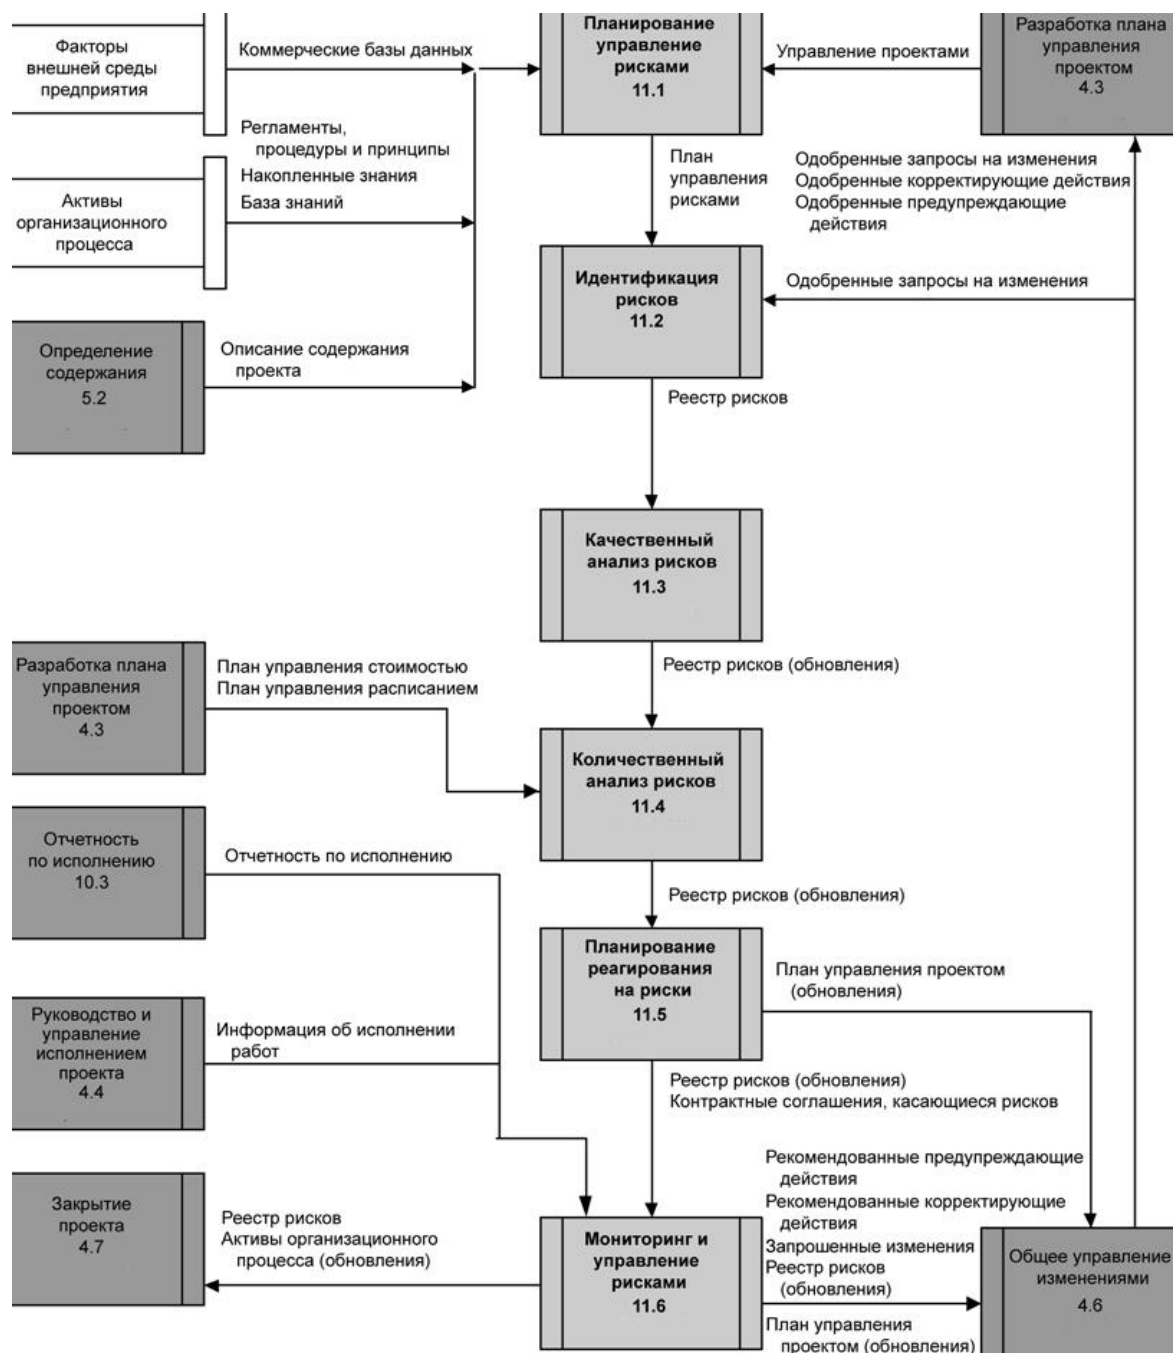 Факторы
внешней среды
предприятия
Коммерческие базы данных
Планирование
управление
рисками
11.1
Управление проектами
Разработка плана
управления
проектом
4.3
Регламенты,
процедуры и принципы
Накопленные знания
База знаний
Активы
организационного
процесса
План
управления
рисками
Одобренные запросы на изменения
Одобренные корректирующие действия
Одобренные предупреждающие
действия
Идентификация
рисков
11.2
Одобренные запросы на изменения
Определение
содержания
5.2
Описание содержания
проекта
Реестр рисков
Качественный
анализ рисков
11.3
Реестр рисков (обновления)
Разработка плана
управления
проектом
4.3
План управления стоимостью
План управления расписанием
Количественный
анализ рисков
11.4
Отчетность
по исполнению
10.3
Отчетность по исполнению
Реестр рисков (обновления)
Планирование
реагирования
на риски
11.5
План управления проектом
(обновления)
Руководство и
управление
исполнением
проекта
4.4
Информация об исполнении
работ
Реестр рисков (обновления)
Контрактные соглашения, касающиеся рисков
Рекомендованные предупреждающие
действия
Рекомендованные корректирующие
действия
Запрошенные изменения
Реестр рисков
(обновления)
План управления
проектом (обновления)
Закрытие
проекта
4.7
Реестр рисков
Активы организационного
процесса (обновления)
Мониторинг и
управление
рисками
11.6
Общее управление
изменениями
4.6